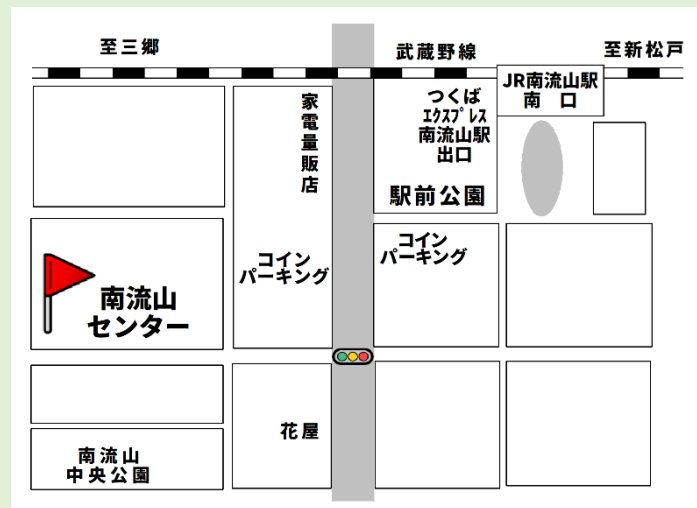 至三郷
武蔵野線
至新松戸
JR南流山駅
南 口
家電量販店
つくば
エクスプレス
南流山駅
出口
駅前公園
コイン
パーキング
コイン
パーキング
南流山
センター
花屋
南流山
中央公園